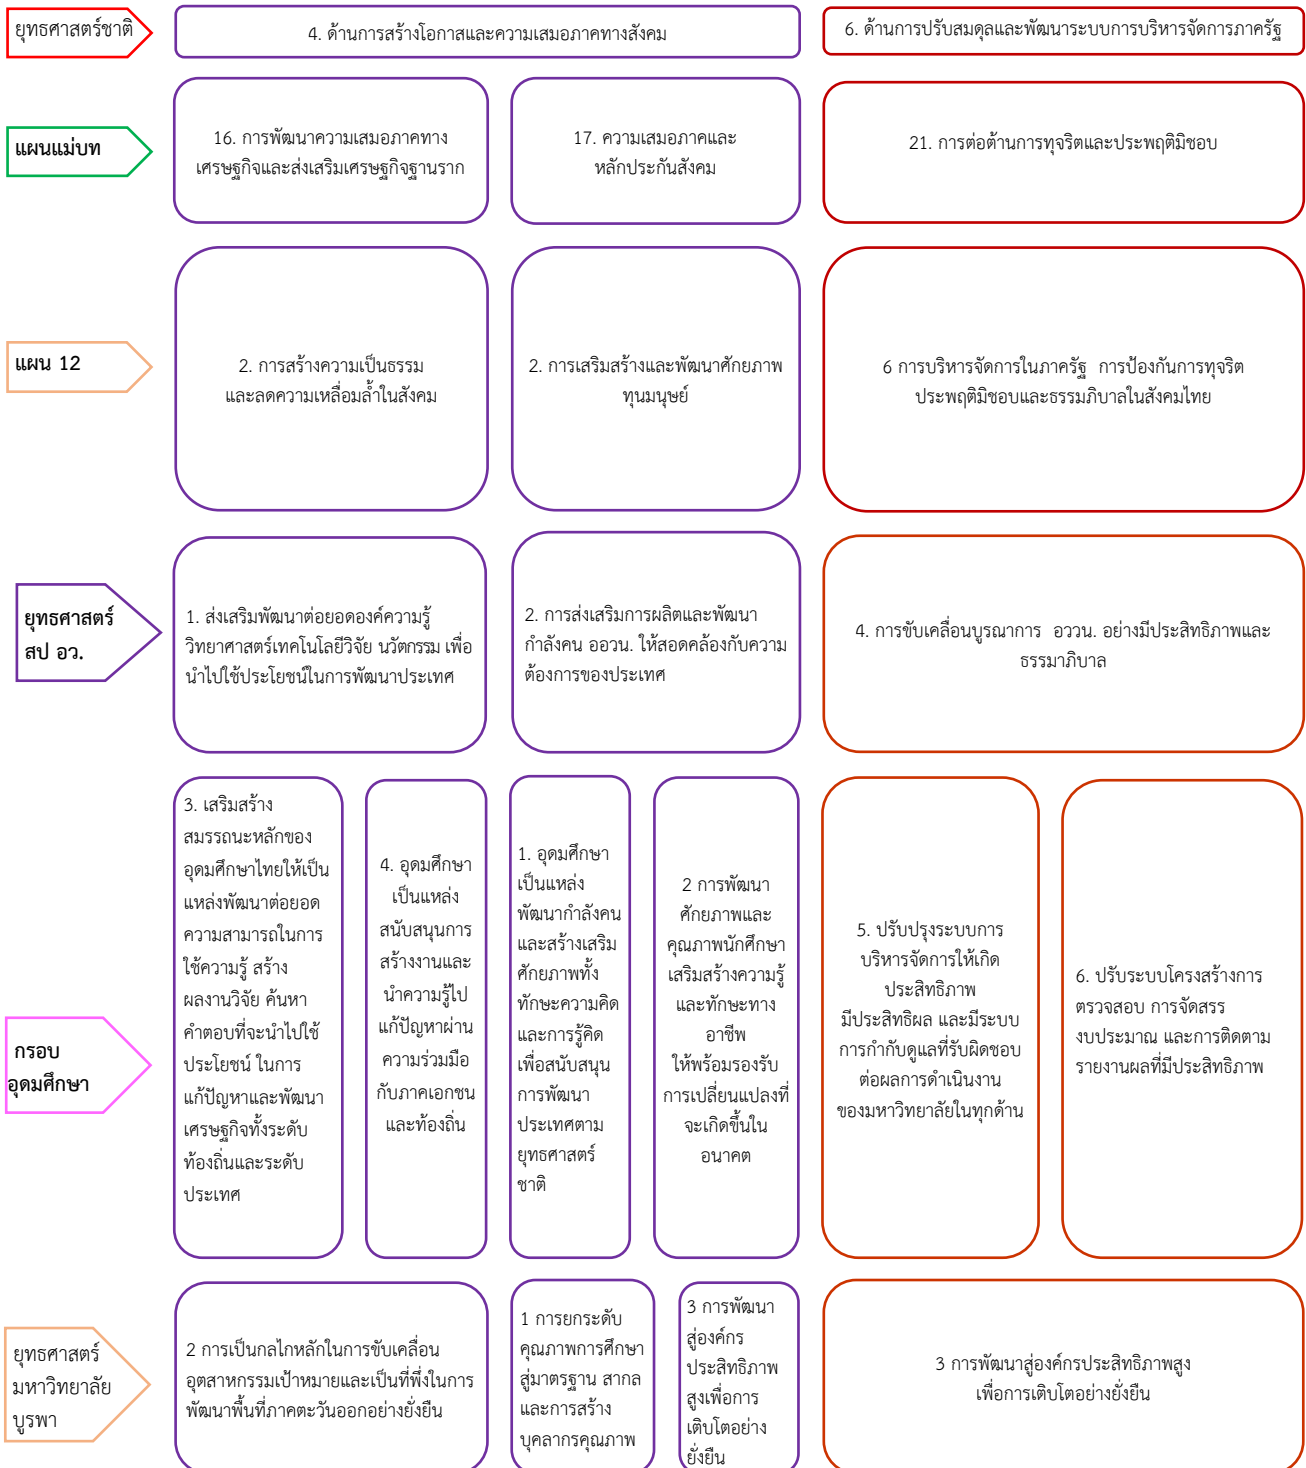 ยุทธศาสตร์ชาติ
4. ด้านการสร้างโอกาสและความเสมอภาคทางสังคม
6. ด้านการปรับสมดุลและพัฒนาระบบการบริหารจัดการภาครัฐ
แผนแม่บท
16. การพัฒนาความเสมอภาคทาง
เศรษฐกิจและส่งเสริมเศรษฐกิจฐานราก
17. ความเสมอภาคและ
หลักประกันสังคม
21. การต่อต้านการทุจริตและประพฤติมิชอบ
แผน 12
2. การสร้างความเป็นธรรม
และลดความเหลื่อมล้ำในสังคม
2. การเสริมสร้างและพัฒนาศักยภาพ
ทุนมนุษย์
6 การบริหารจัดการในภาครัฐ การป้องกันการทุจริต
ประพฤติมิชอบและธรรมภิบาลในสังคมไทย
ยุทธศาสตร์
สป อว.
1. ส่งเสริมพัฒนาต่อยอดองค์ความรู้
วิทยาศาสตร์เทคโนโลยีวิจัย นวัตกรรม เพื่อ
นำไปใช้ประโยชน์ในการพัฒนาประเทศ
2. การส่งเสริมการผลิตและพัฒนา
กำลังคน ออวน. ให้สอดคล้องกับความ
ต้องการของประเทศ
4. การขับเคลื่อนบูรณาการ อววน. อย่างมีประสิทธิภาพและ
ธรรมาภิบาล
กรอบ
อุดมศึกษา
3. เสริมสร้าง
สมรรถนะหลักของ
อุดมศึกษาไทยให้เป็น
แหล่งพัฒนาต่อยอด
ความสามารถในการ
ใช้ความรู้ สร้าง
ผลงานวิจัย ค้นหา
คำตอบที่จะนำไปใช้
ประโยชน์ ในการ
แก้ปัญหาและพัฒนา
เศรษฐกิจทั้งระดับ
ท้องถิ่นและระดับ
ประเทศ
4. อุดมศึกษา
เป็นแหล่ง
สนับสนุนการ
สร้างงานและ
นำความรู้ไป
แก้ปัญหาผ่าน
ความร่วมมือ
กับภาคเอกชน
และท้องถิ่น
1. อุดมศึกษา
เป็นแหล่ง
พัฒนากำลังคน
และสร้างเสริม
ศักยภาพทั้ง
ทักษะความคิด
และการรู้คิด
เพื่อสนับสนุน
การพัฒนา
ประเทศตาม
ยุทธศาสตร์
ชาติ
2 การพัฒนา
ศักยภาพและ
คุณภาพนักศึกษา
เสริมสร้างความรู้
และทักษะทาง
อาชีพ
ให้พร้อมรองรับ
การเปลี่ยนแปลงที่
จะเกิดขึ้นใน
อนาคต
5. ปรับปรุงระบบการ
บริหารจัดการให้เกิด
ประสิทธิภาพ
มีประสิทธิผล และมีระบบ
การกำกับดูแลที่รับผิดชอบ
ต่อผลการดำเนินงาน
ของมหาวิทยาลัยในทุกด้าน
6. ปรับระบบโครงสร้างการ
ตรวจสอบ การจัดสรร
งบประมาณ และการติดตาม
รายงานผลที่มีประสิทธิภาพ
ยุทธศาสตร์
มหาวิทยาลัย
บูรพา
2 การเป็นกลไกหลักในการขับเคลื่อน
อุตสาหกรรมเป้าหมายและเป็นที่พึ่งในการ
พัฒนาพื้นที่ภาคตะวันออกอย่างยั่งยืน
1 การยกระดับ
คุณภาพการศึกษา
สู่มาตรฐาน สากล
และการสร้าง
บุคลากรคุณภาพ
3 การพัฒนา
สู่องค์กร
ประสิทธิภาพ
สูงเพื่อการ
เติบโตอย่าง
ยั่งยืน
3 การพัฒนาสู่องค์กรประสิทธิภาพสูง
เพื่อการเติบโตอย่างยั่งยืน